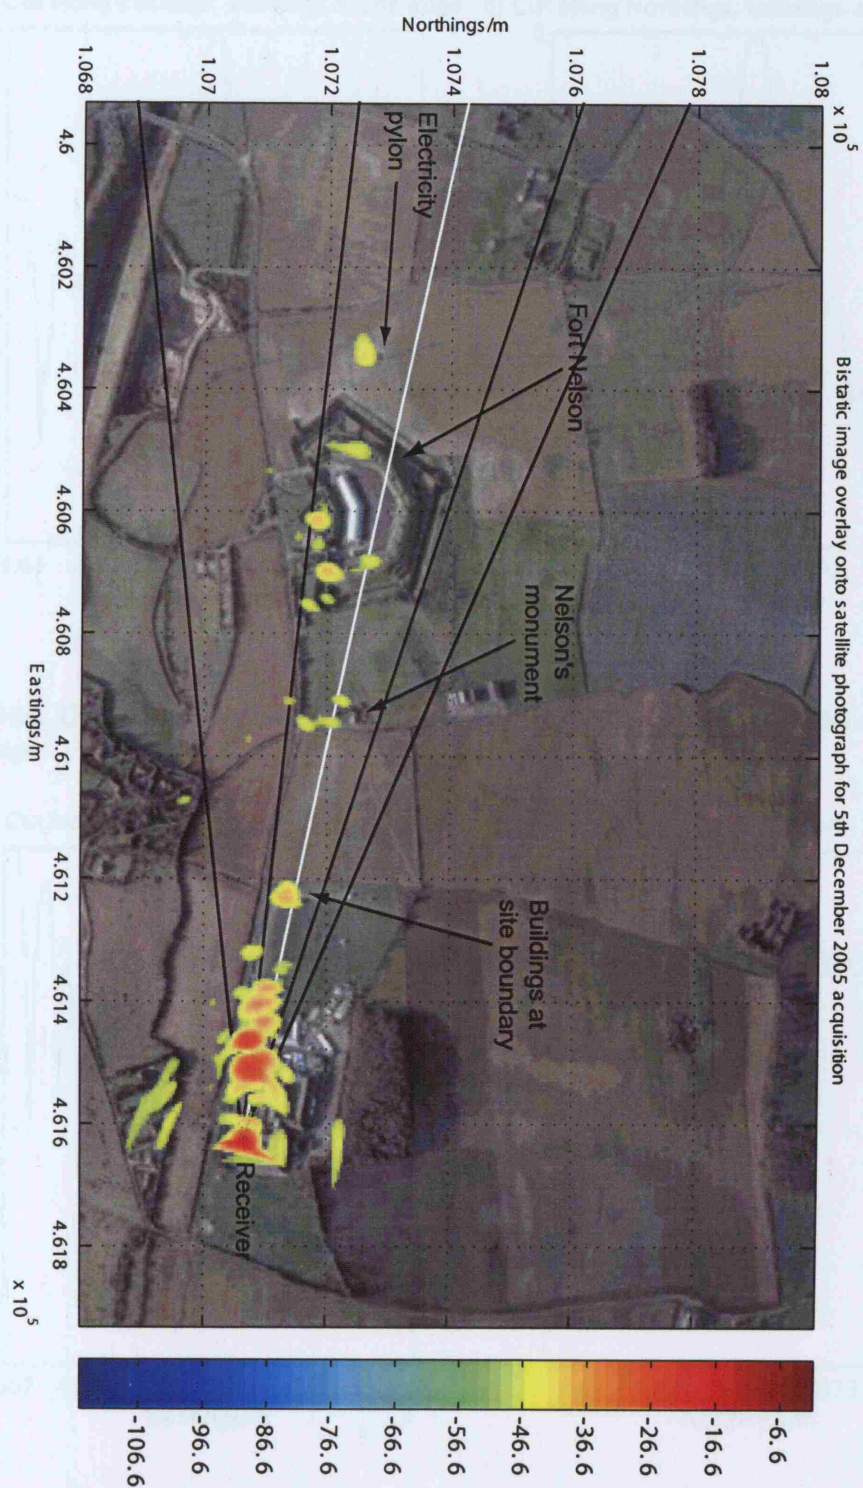 Bistatic image overlay onto satellite photograph for 5th December 2005 acquisition
x 10⁵
1.08
1.078
1.076
1.074
1.072
1.07
1.068
Northings/m
Electricity
pylon
Fort Nelson
Nelson's
monument
Buildings at
site boundary
Receiver
4.6
4.602
4.604
4.606
4.608
4.61
4.612
4.614
4.616
4.618
x 10⁵
Eastings/m
-6.6
-16.6
-26.6
-36.6
-46.6
-56.6
-66.6
-76.6
-86.6
-96.6
-106.6